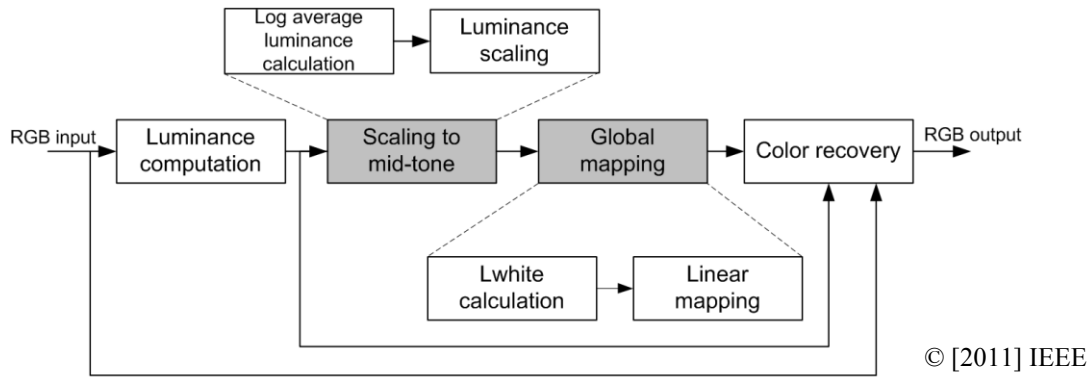 Log average
luminance
calculation
Luminance
scaling
RGB input
Luminance
computation
Scaling to
mid-tone
Global
mapping
Color recovery
RGB output
Lwhite
calculation
Linear
mapping
© [2011] IEEE